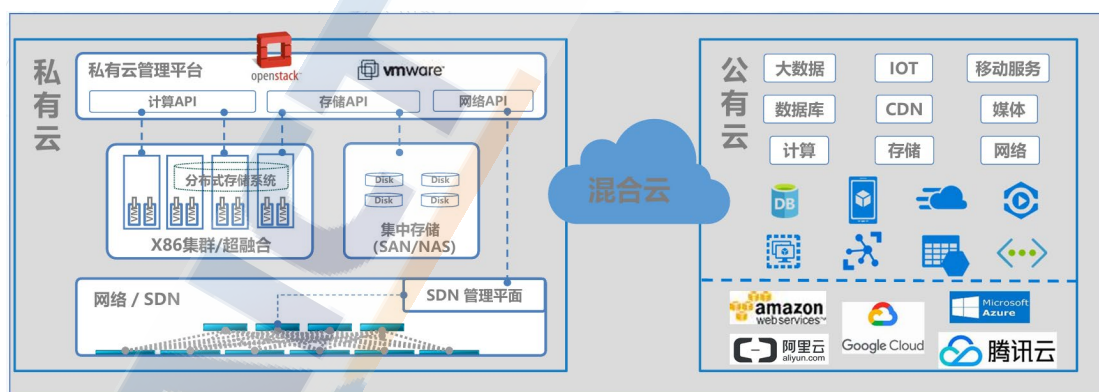 私有云
私有云管理平台
openstack
vmware
计算API
存储API
网络API
分布式存储系统
VM VM VM VM VM VM VM VM
X86集群/超融合
Disk Disk
Disk Disk
集中存储
(SAN/NAS)
网络 / SDN
SDN 管理平面
混合云
公有云
大数据 IOT 移动服务
数据库 CDN 媒体
计算 存储 网络
DB
amazon
webservices™
Google Cloud
Microsoft
Azure
阿里云
aliyun.com
腾讯云